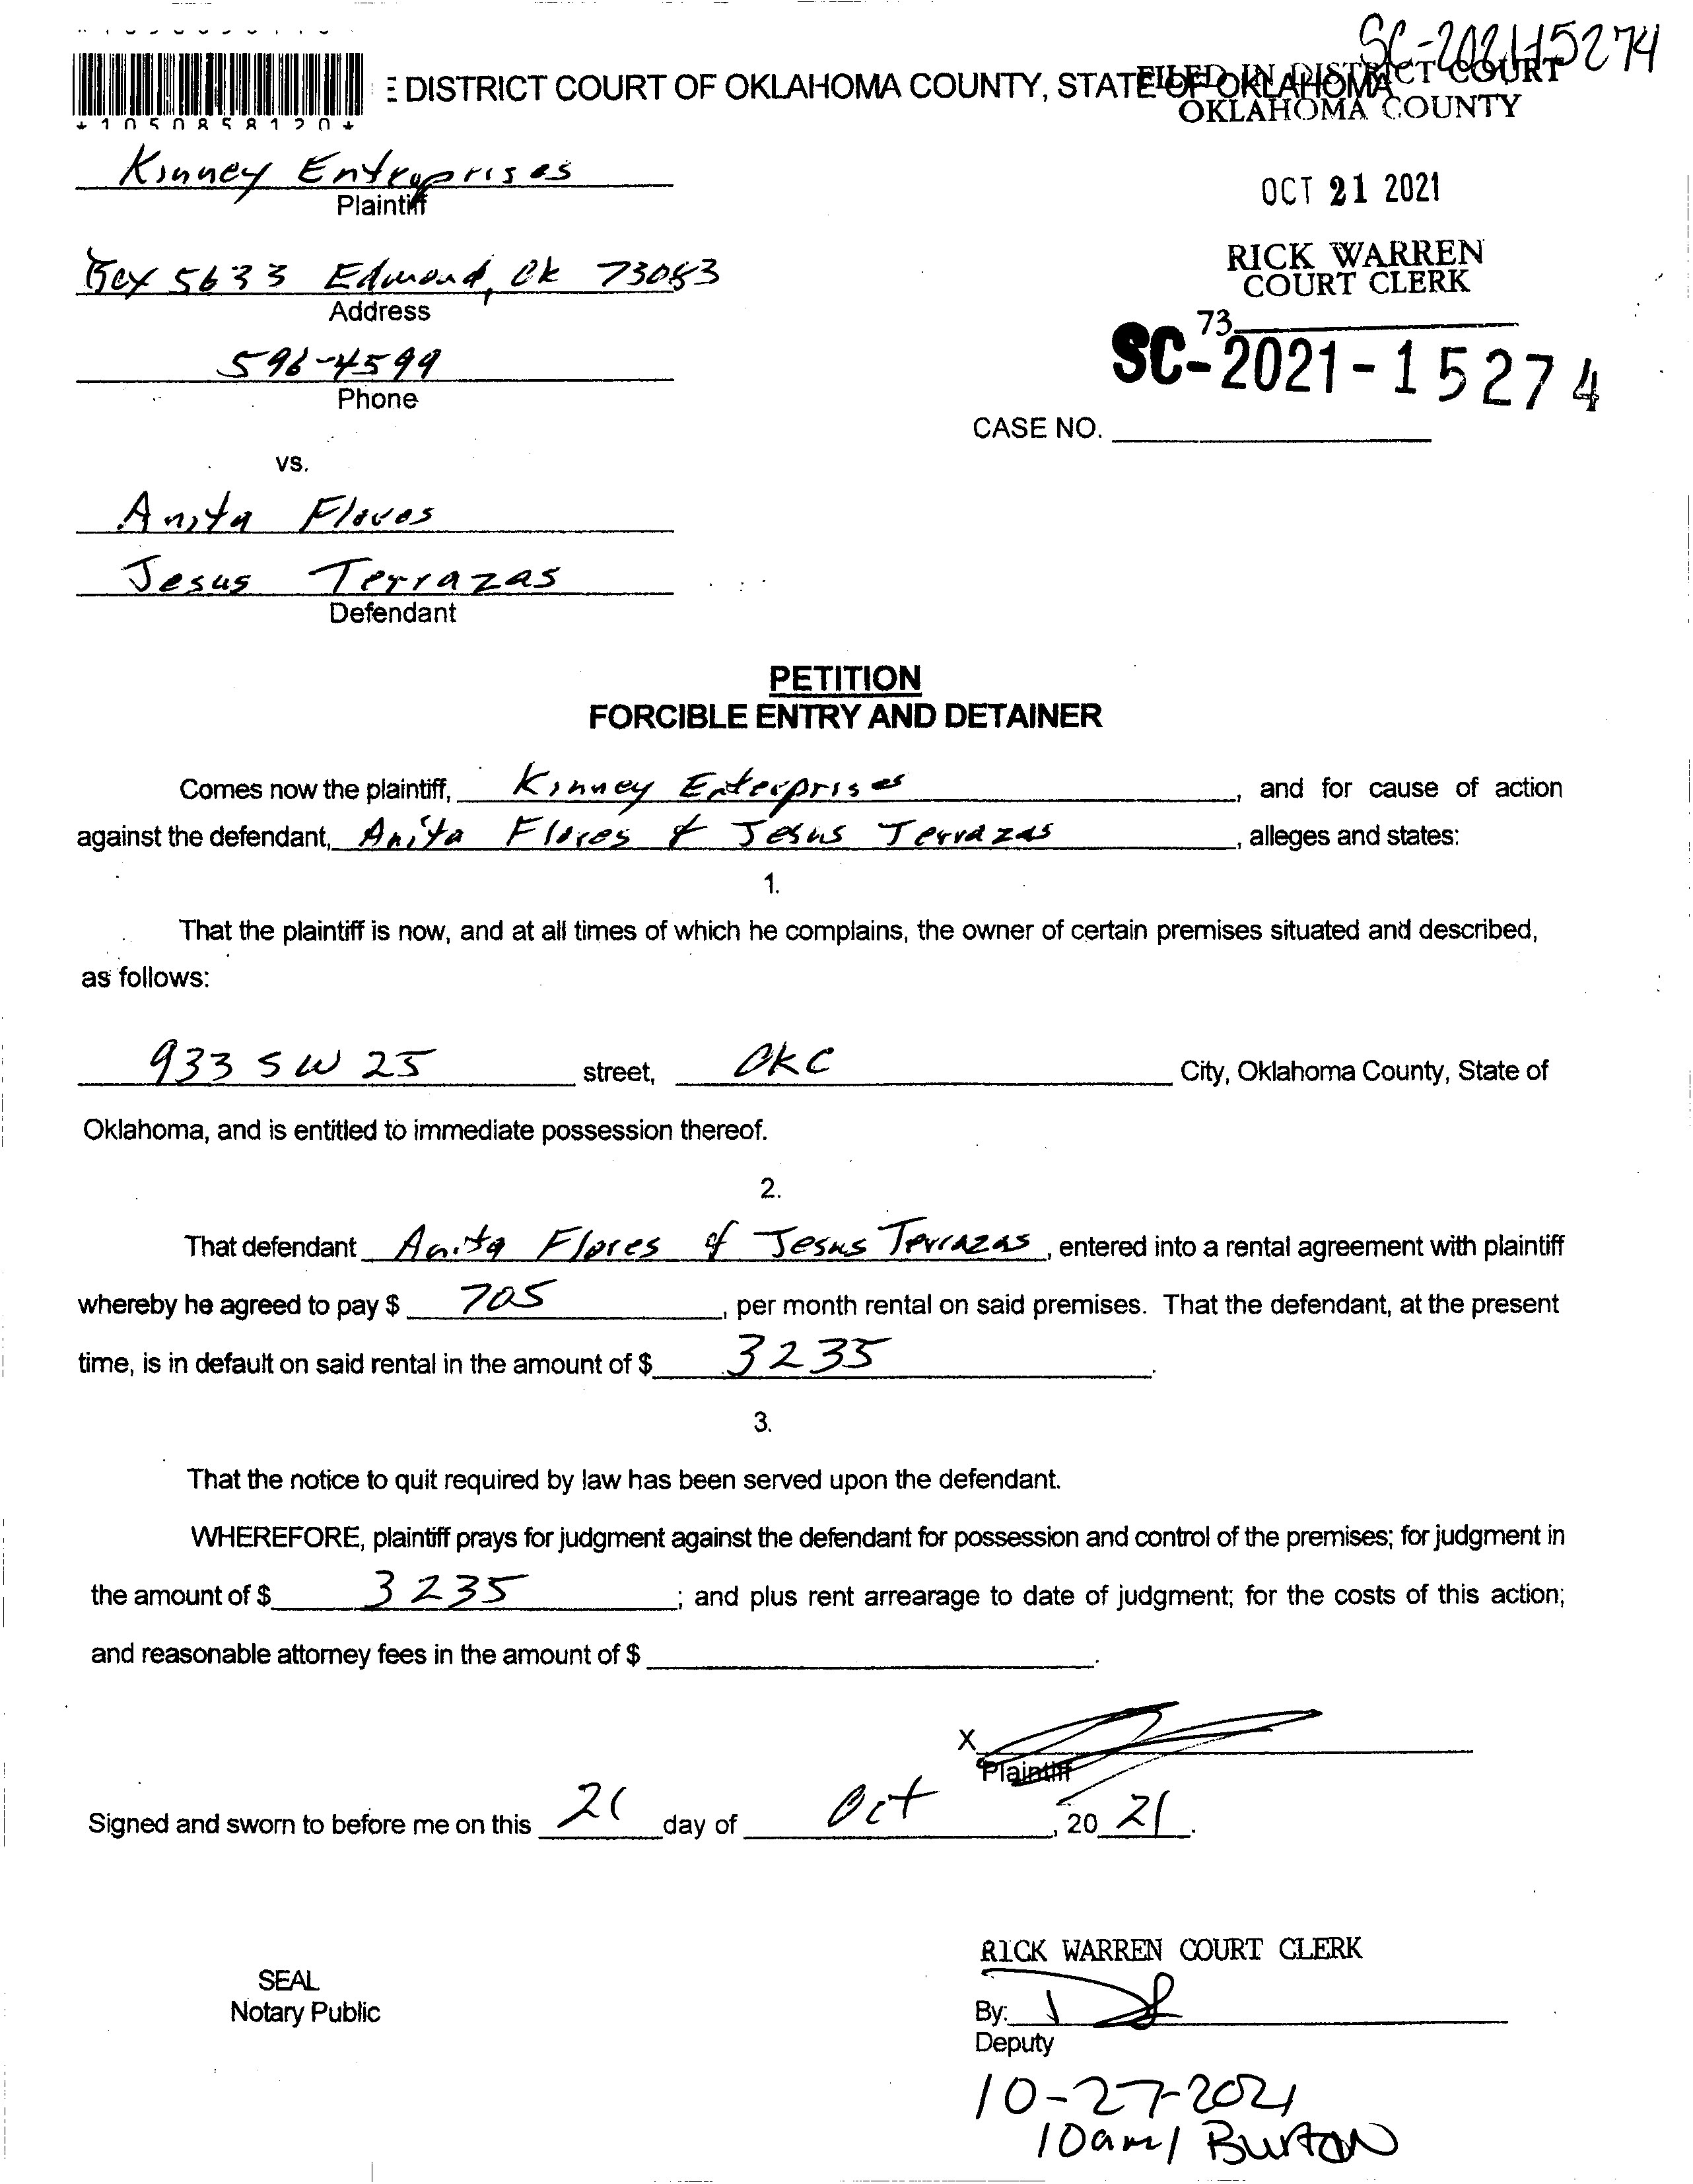 SC-2021-15274
E DISTRICT COURT OF OKLAHOMA COUNTY, STATE OF OKLAHOMA
FILED IN DISTRICT COURT
OKLAHOMA COUNTY
*1050858120*
Kinney Enterprises
Plaintiff
OCT 21 2021
RICK WARREN
COURT CLERK
Box 5633 Edmond, Ok 73083
Address
73
SC-2021-15274
596-4599
Phone
CASE NO.
vs.
Anita Flores
Jesus Terrazas
Defendant
PETITION
FORCIBLE ENTRY AND DETAINER
Comes now the plaintiff, Kinney Enterprises, and for cause of action
against the defendant, Anita Flores & Jesus Terrazas, alleges and states:
1.
That the plaintiff is now, and at all times of which he complains, the owner of certain premises situated and described,
as follows:
933 SW 25 street, OKC City, Oklahoma County, State of
Oklahoma, and is entitled to immediate possession thereof.
2.
That defendant Anita Flores & Jesus Terrazas, entered into a rental agreement with plaintiff
whereby he agreed to pay $ 705, per month rental on said premises. That the defendant, at the present
time, is in default on said rental in the amount of $ 3235.
3.
That the notice to quit required by law has been served upon the defendant.
WHEREFORE, plaintiff prays for judgment against the defendant for possession and control of the premises; for judgment in
the amount of $ 3235; and plus rent arrearage to date of judgment; for the costs of this action;
and reasonable attorney fees in the amount of $ .
X
Plaintiff
Signed and sworn to before me on this 21 day of Oct, 20 21.
RICK WARREN COURT CLERK
SEAL
Notary Public
By:
Deputy
10-27-2021
10am/ Burton